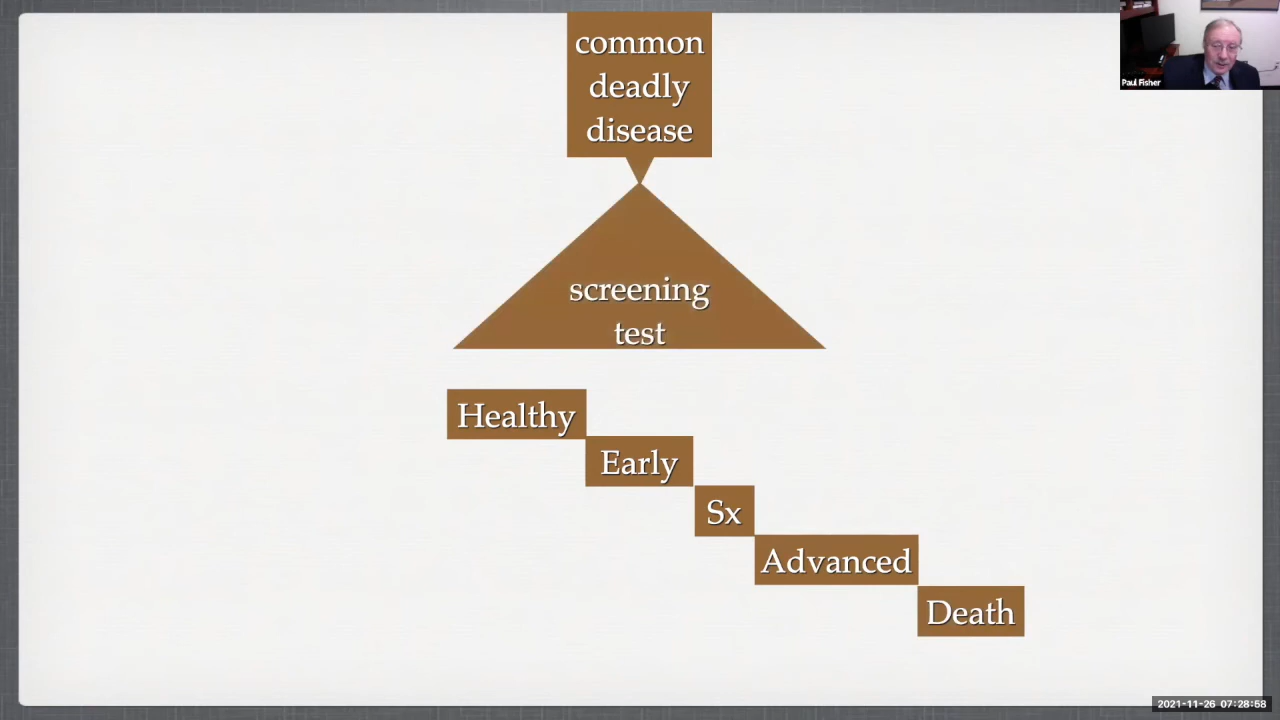 common
deadly
disease
Paul Fisher
screening
test
Healthy
Early
Sx
Advanced
Death
2021-11-26 07:28:58